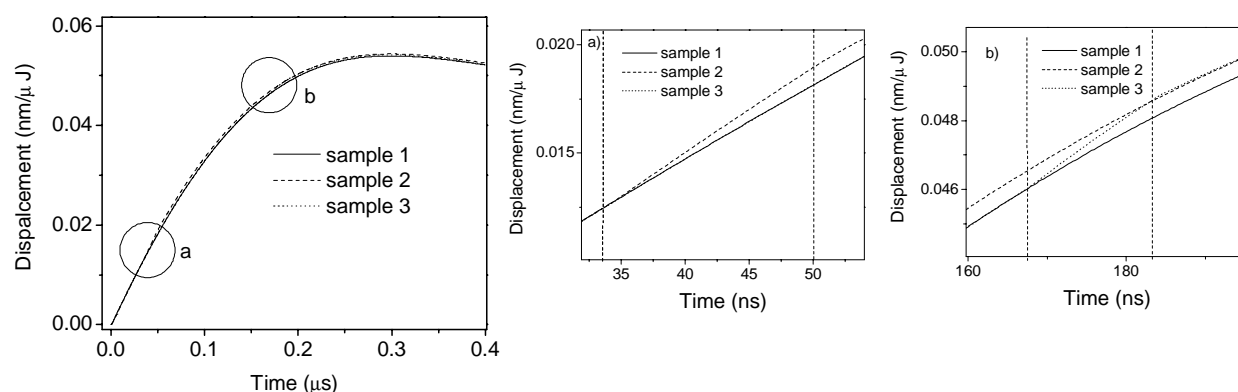 0.06
0.04
0.02
0.00
Dispalcement (nm/μ J)
b
a
sample 1
sample 2
sample 3
0.0 0.1 0.2 0.3 0.4
Time (μs)
a)
sample 1
sample 2
sample 3
0.020
0.015
Displacement (nm/μ J)
35 40 45 50
Time (ns)
b)
sample 1
sample 2
sample 3
0.050
0.048
0.046
Displacement (nm/μ J)
160 180
Time (ns)